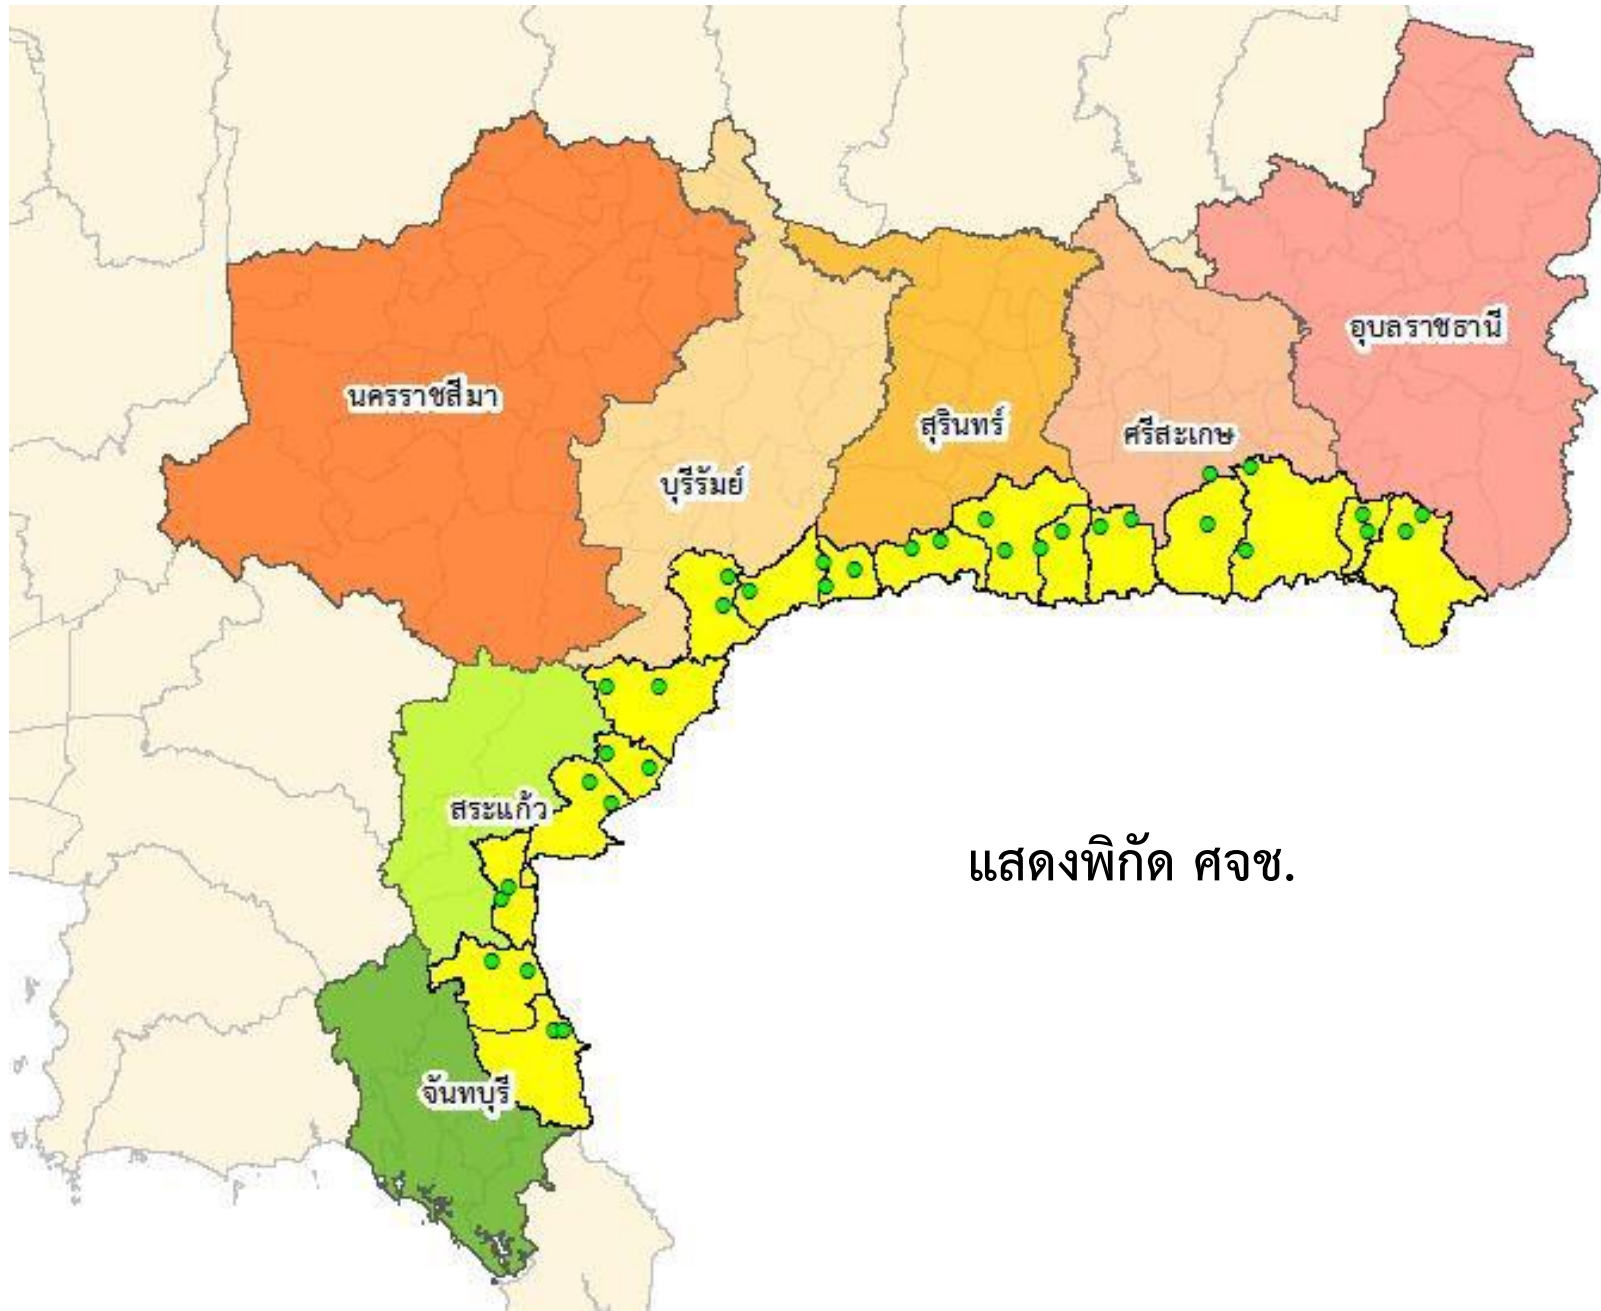 อุบลราชธานี
นครราชสีมา
สุรินทร์
ศรีสะเกษ
บุรีรัมย์
สระแก้ว
แสดงพิกัด ศจช.
จันทบุรี